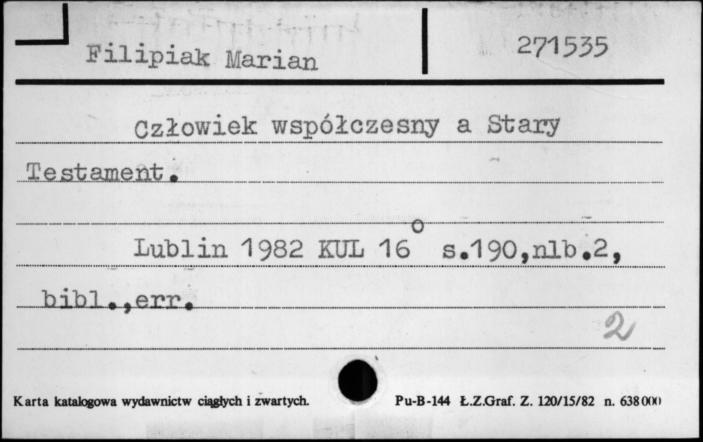 Filipiak Marian 271535
Człowiek współczesny a Stary
Testament.
Lublin 1982 KUL 16° s.190,nlb.2,
bibl.,err.
2
Karta katalogowa wydawnictw ciągłych i zwartych. Pu-B-144 Ł.Z.Graf. Z. 120/15/82 n. 638000